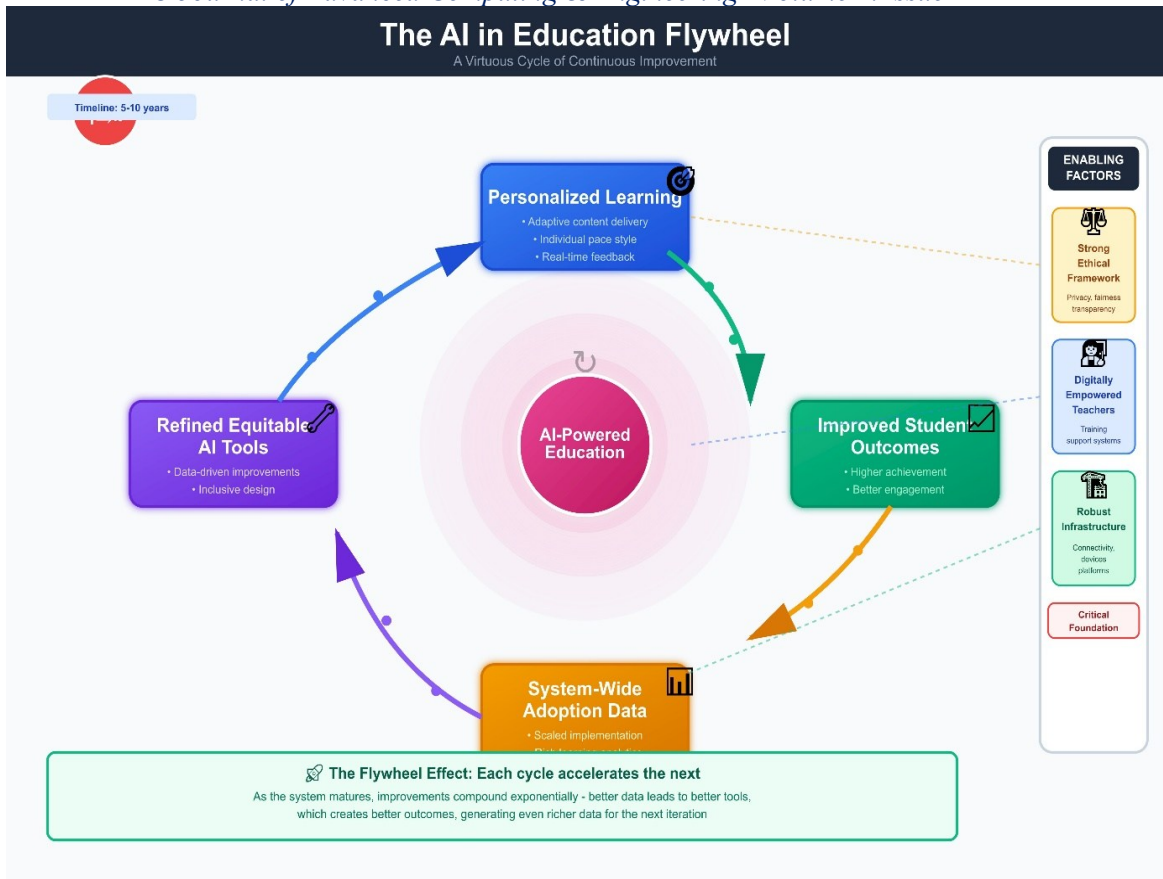 The AI in Education Flywheel
A Virtuous Cycle of Continuous Improvement
Timeline: 5-10 years
Personalized Learning
• Adaptive content delivery
• Individual pace style
• Real-time feedback
Refined Equitable
AI Tools
• Data-driven improvements
• Inclusive design
AI-Powered
Education
Improved Student
Outcomes
• Higher achievement
• Better engagement
System-Wide
Adoption Data
• Scaled implementation
The Flywheel Effect: Each cycle accelerates the next
As the system matures, improvements compound exponentially - better data leads to better tools,
which creates better outcomes, generating even richer data for the next iteration
ENABLING
FACTORS
Strong
Ethical
Framework
Privacy, fairness
transparency
Digitally
Empowered
Teachers
Training
support systems
Robust
Infrastructure
Connectivity,
devices
platforms
Critical
Foundation